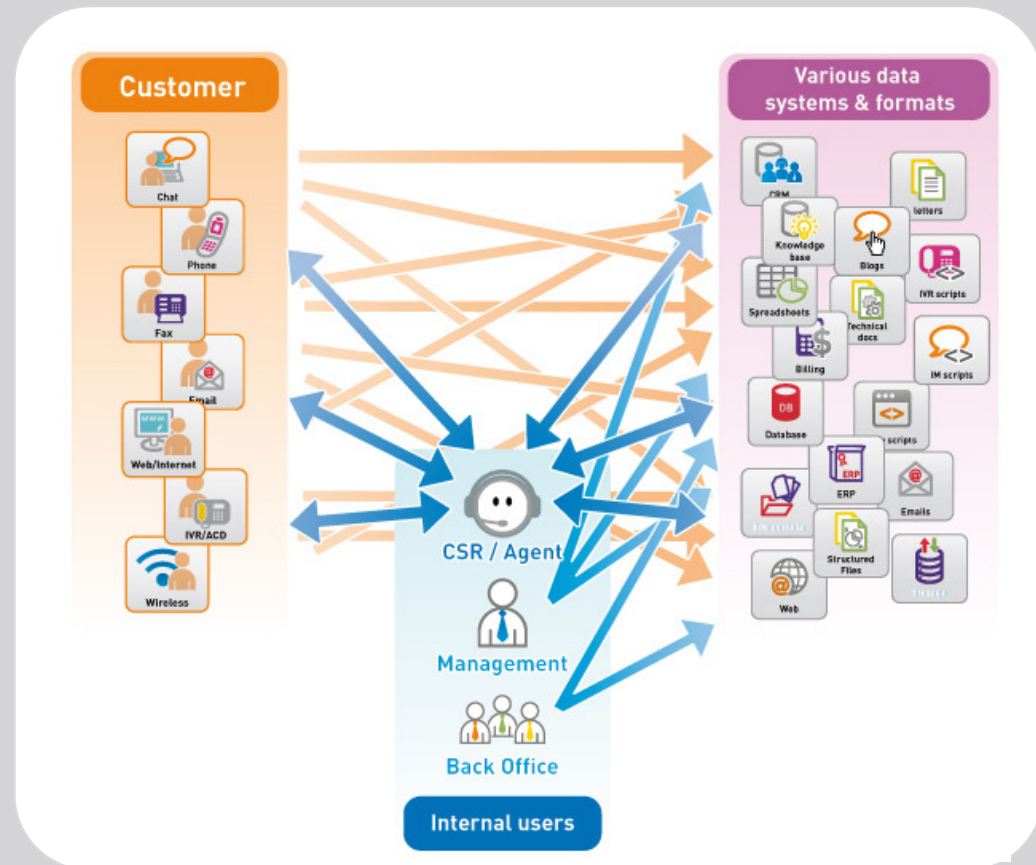 Customer
Chat
Phone
Fax
Email
Web/Internet
www.
IVR/ACD
Wireless
Various data
systems & formats
CRM
letters
Knowledge
base
Blogs
IVR scripts
Spreadsheets
Technical
docs
Billing
IM scripts
DB
Database
scripts
ERP
ERP
Emails
Structured
Files
Web
CSR / Agent
Management
Back Office
Internal users